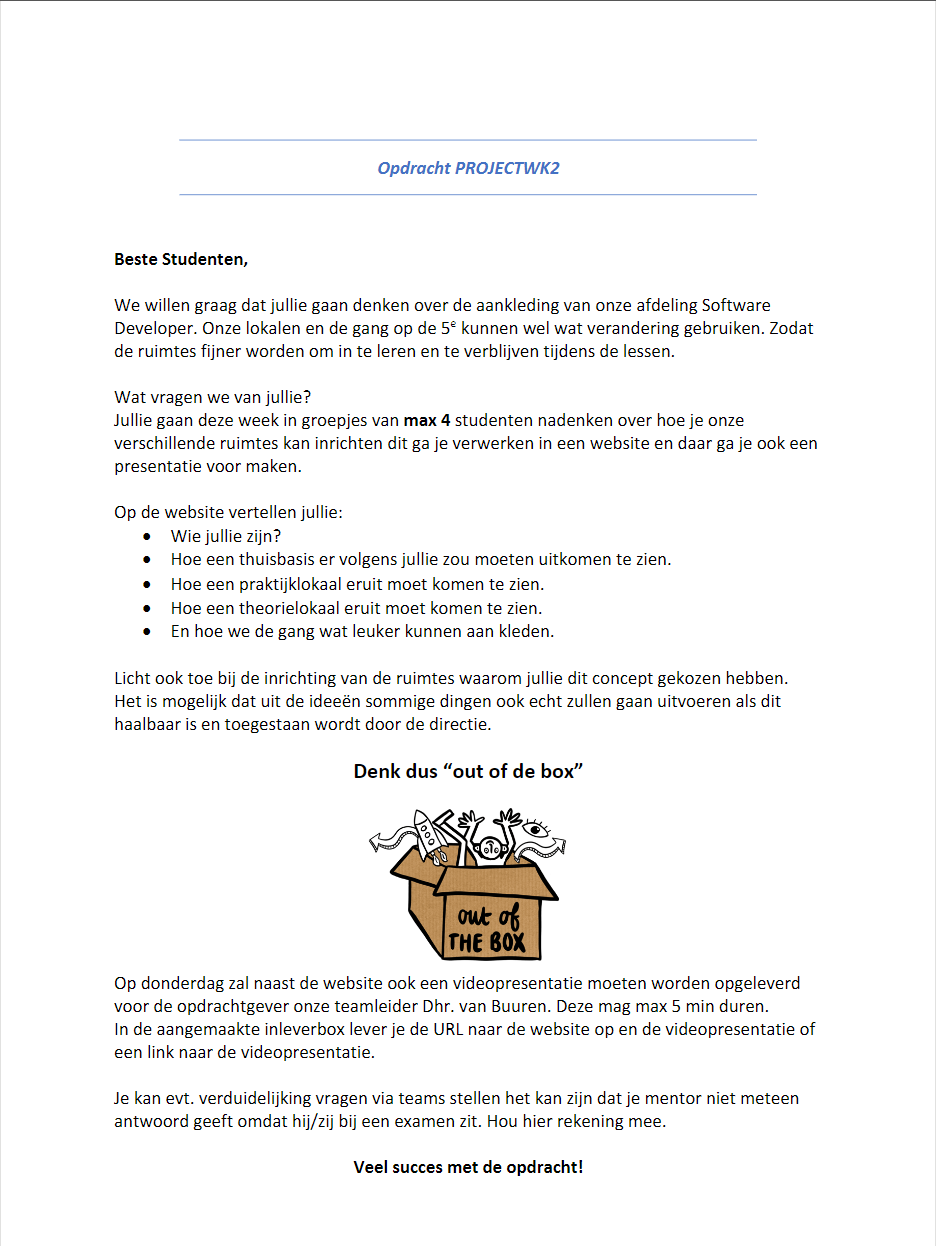 Opdracht PROJECTWK2
Beste Studenten,
We willen graag dat jullie gaan denken over de aankleding van onze afdeling Software
Developer. Onze lokalen en de gang op de 5e kunnen wel wat verandering gebruiken. Zodat
de ruimtes fijner worden om in te leren en te verblijven tijdens de lessen.
Wat vragen we van jullie?
Jullie gaan deze week in groepjes van max 4 studenten nadenken over hoe je onze
verschillende ruimtes kan inrichten dit ga je verwerken in een website en daar ga je ook een
presentatie voor maken.
Op de website vertellen jullie:
• Wie jullie zijn?
• Hoe een thuisbasis er volgens jullie zou moeten uitkomen te zien.
• Hoe een praktijklokaal eruit moet komen te zien.
• Hoe een theorielokaal eruit moet komen te zien.
• En hoe we de gang wat leuker kunnen aan kleden.
Licht ook toe bij de inrichting van de ruimtes waarom jullie dit concept gekozen hebben.
Het is mogelijk dat uit de ideeën sommige dingen ook echt zullen gaan uitvoeren als dit
haalbaar is en toegestaan wordt door de directie.
Denk dus “out of de box”
out of
THE BOX
Op donderdag zal naast de website ook een videopresentatie moeten worden opgeleverd
voor de opdrachtgever onze teamleider Dhr. van Buuren. Deze mag max 5 min duren.
In de aangemaakte inleverbox lever je de URL naar de website op en de videopresentatie of
een link naar de videopresentatie.
Je kan evt. verduidelijking vragen via teams stellen het kan zijn dat je mentor niet meteen
antwoord geeft omdat hij/zij bij een examen zit. Hou hier rekening mee.
Veel succes met de opdracht!